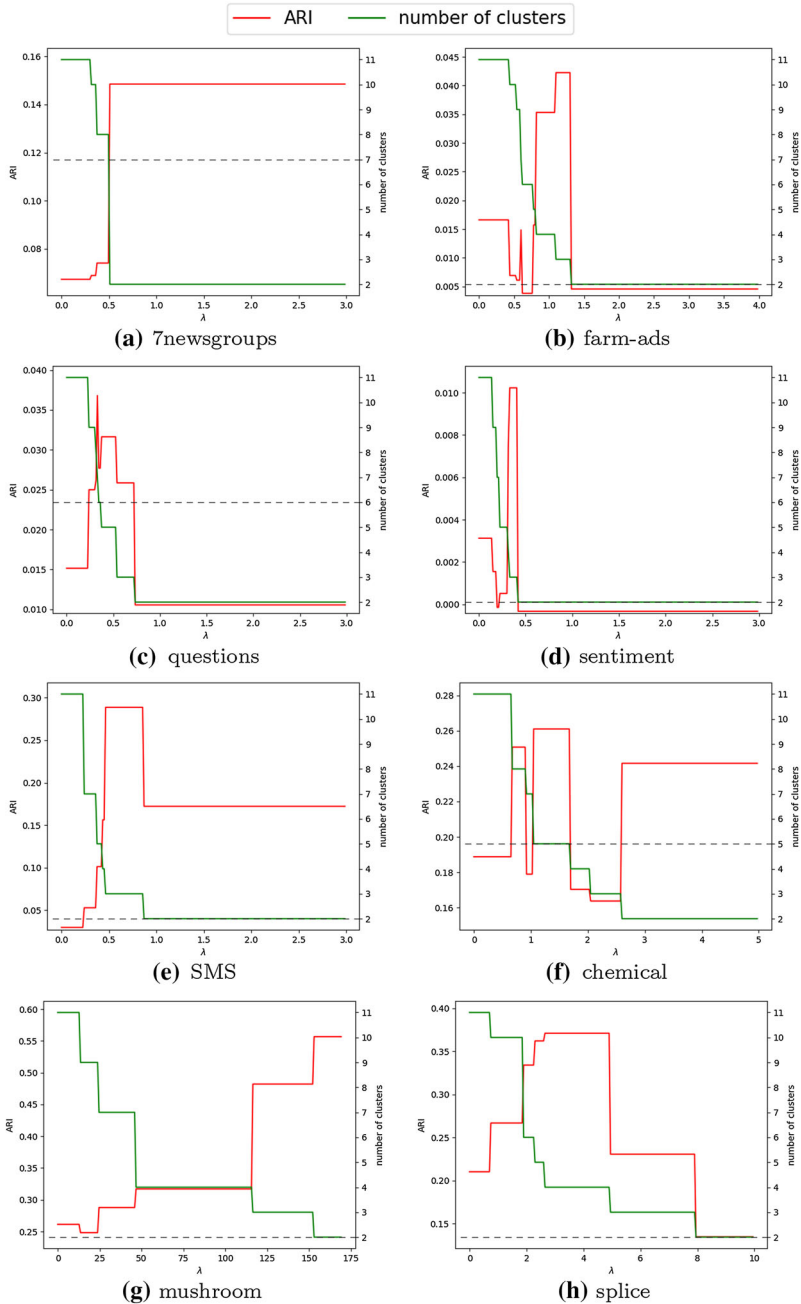 ARI number of clusters
0.16 0.14 0.12 0.10 0.08
ARI
11 10 9 8 7 6 5 4 3 2
number of clusters
0.0 0.5 1.0 1.5 2.0 2.5 3.0
λ
(a) 7newsgroups
0.045 0.040 0.035 0.030 0.025 0.020 0.015 0.010 0.005
ARI
11 10 9 8 7 6 5 4 3 2
number of clusters
0.0 0.5 1.0 1.5 2.0 2.5 3.0 3.5 4.0
λ
(b) farm-ads
0.040 0.035 0.030 0.025 0.020 0.015 0.010
ARI
11 10 9 8 7 6 5 4 3 2
number of clusters
0.0 0.5 1.0 1.5 2.0 2.5 3.0
λ
(c) questions
0.010 0.008 0.006 0.004 0.002 0.000
ARI
11 10 9 8 7 6 5 4 3 2
number of clusters
0.0 0.5 1.0 1.5 2.0 2.5 3.0
λ
(d) sentiment
0.30 0.25 0.20 0.15 0.10 0.05
ARI
11 10 9 8 7 6 5 4 3 2
number of clusters
0.0 0.5 1.0 1.5 2.0 2.5 3.0
λ
(e) SMS
0.28 0.26 0.24 0.22 0.20 0.18 0.16
ARI
11 10 9 8 7 6 5 4 3 2
number of clusters
0 1 2 3 4 5
λ
(f) chemical
0.60 0.55 0.50 0.45 0.40 0.35 0.30 0.25
ARI
11 10 9 8 7 6 5 4 3 2
number of clusters
0 25 50 75 100 125 150 175
λ
(g) mushroom
0.40 0.35 0.30 0.25 0.20 0.15
ARI
11 10 9 8 7 6 5 4 3 2
number of clusters
0 2 4 6 8 10
λ
(h) splice